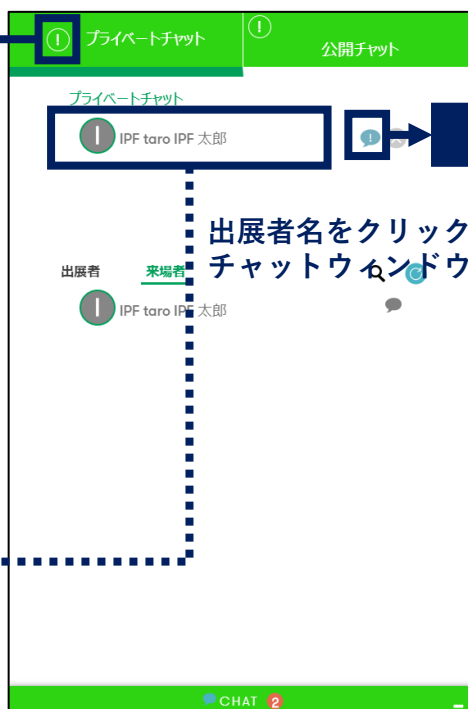 プライベートチャット
公開チャット
プライベートチャット
I IPF taro IPF 太郎
出展者名をクリック
チャットウィンドウ
出展者 来場者
I IPF taro IPF 太郎
CHAT 2